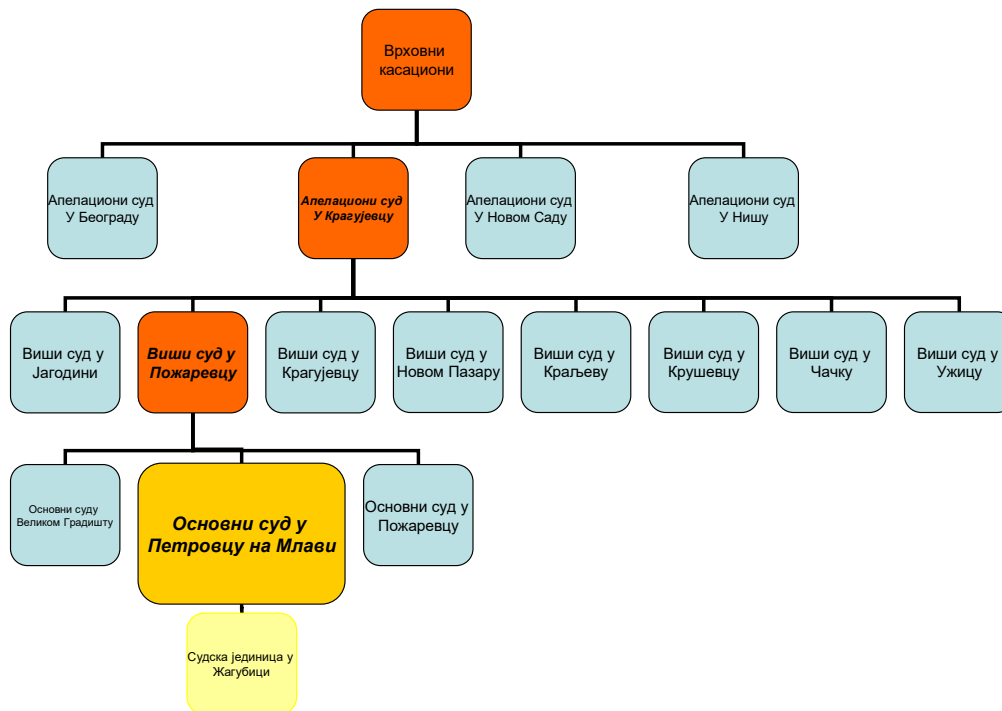 Врховни
касациони
Апелациони суд
У Београду
Апелациони суд
У Крагујевцу
Апелациони суд
У Новом Саду
Апелациони суд
У Нишу
Виши суд у
Јагодини
Виши суд у
Пожаревцу
Виши суд у
Крагујевцу
Виши суд у
Новом Пазару
Виши суд у
Краљеву
Виши суд у
Крушевцу
Виши суд у
Чачку
Виши суд у
Ужицу
Основни суду
Великом Градишту
Основни суд у
Петровцу на Млави
Основни суд у
Пожаревцу
Судска јединица у
Жагубици